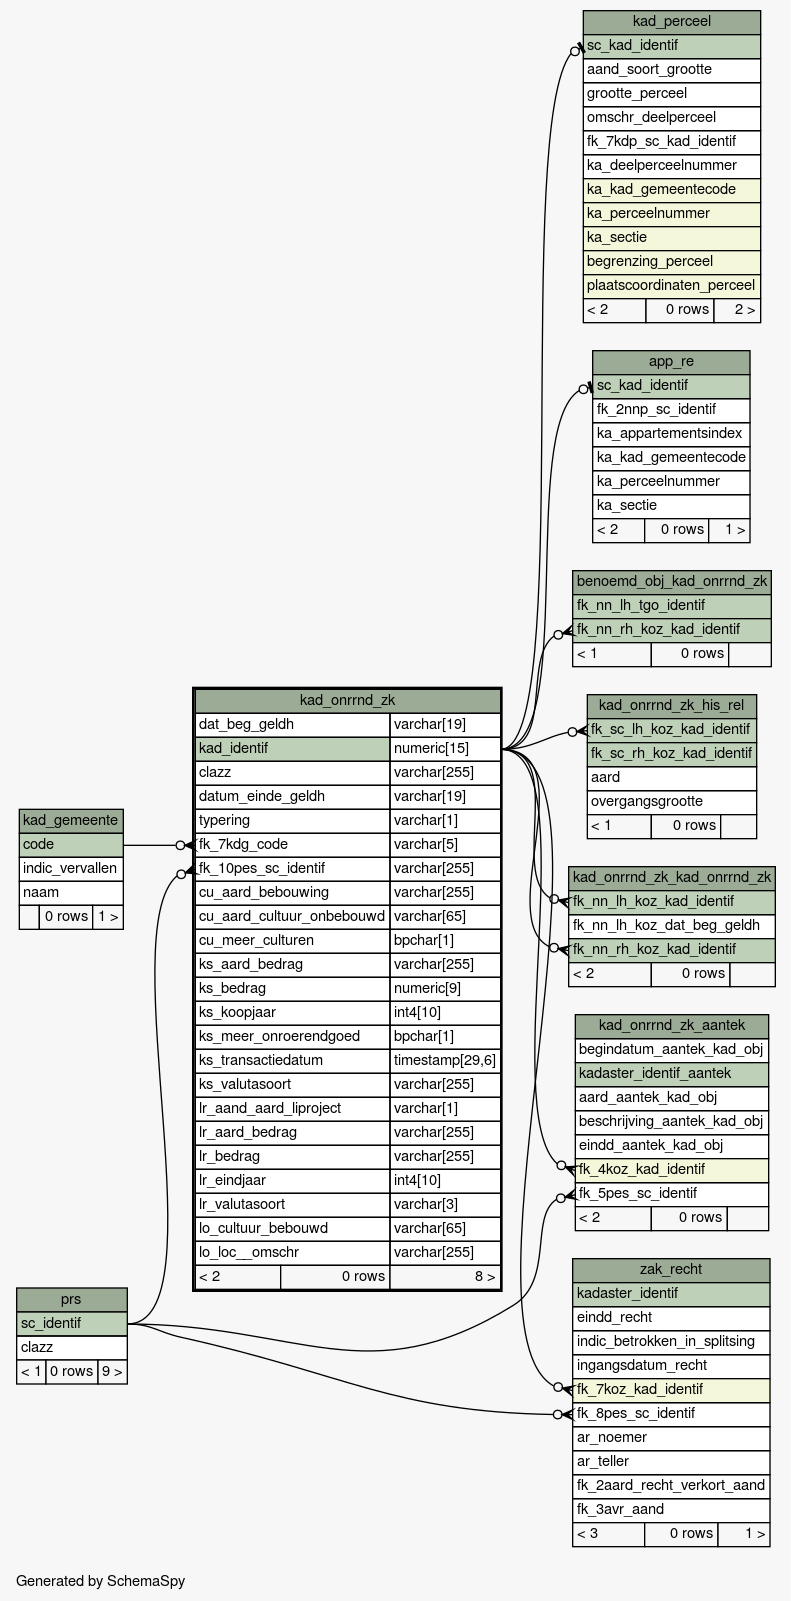 kad_perceel
sc_kad_identif
aand_soort_grootte
grootte_perceel
omschr_deelperceel
fk_7kdp_sc_kad_identif
ka_deelperceelnummer
ka_kad_gemeentecode
ka_perceelnummer
ka_sectie
begrenzing_perceel
plaatscoordinaten_perceel
< 2 0 rows 2 >
app_re
sc_kad_identif
fk_2nnp_sc_identif
ka_appartementsindex
ka_kad_gemeentecode
ka_perceelnummer
ka_sectie
< 2 0 rows 1 >
benoemd_obj_kad_onrrnd_zk
fk_nn_lh_tgo_identif
fk_nn_rh_koz_kad_identif
< 1 0 rows
kad_onrrnd_zk_his_rel
fk_sc_lh_koz_kad_identif
fk_sc_rh_koz_kad_identif
aard
overgangsgrootte
< 1 0 rows
kad_onrrnd_zk
dat_beg_geldh varchar[19]
kad_identif numeric[15]
clazz varchar[255]
datum_einde_geldh varchar[19]
typering varchar[1]
fk_7kdg_code varchar[5]
fk_10pes_sc_identif varchar[255]
cu_aard_bebouwing varchar[255]
cu_aard_cultuur_onbebouwd varchar[65]
cu_meer_culturen bpchar[1]
ks_aard_bedrag varchar[255]
ks_bedrag numeric[9]
ks_koopjaar int4[10]
ks_meer_onroerendgoed bpchar[1]
ks_transactiedatum timestamp[29,6]
ks_valutasoort varchar[255]
lr_aand_aard_liproject varchar[1]
lr_aard_bedrag varchar[255]
lr_bedrag varchar[255]
lr_eindjaar int4[10]
lr_valutasoort varchar[3]
lo_cultuur_bebouwd varchar[65]
lo_loc__omschr varchar[255]
< 2 0 rows 8 >
kad_gemeente
code
indic_vervallen
naam
0 rows 1 >
kad_onrrnd_zk_kad_onrrnd_zk
fk_nn_lh_koz_kad_identif
fk_nn_lh_koz_dat_beg_geldh
fk_nn_rh_koz_kad_identif
< 2 0 rows
kad_onrrnd_zk_aantek
begindatum_aantek_kad_obj
kadaster_identif_aantek
aard_aantek_kad_obj
beschrijving_aantek_kad_obj
eindd_aantek_kad_obj
fk_4koz_kad_identif
fk_5pes_sc_identif
< 2 0 rows
prs
sc_identif
clazz
< 1 0 rows 9 >
zak_recht
kadaster_identif
eindd_recht
indic_betrokken_in_splitsing
ingangsdatum_recht
fk_7koz_kad_identif
fk_8pes_sc_identif
ar_noemer
ar_teller
fk_2aard_recht_verkort_aand
fk_3avr_aand
< 3 0 rows 1 >
Generated by SchemaSpy